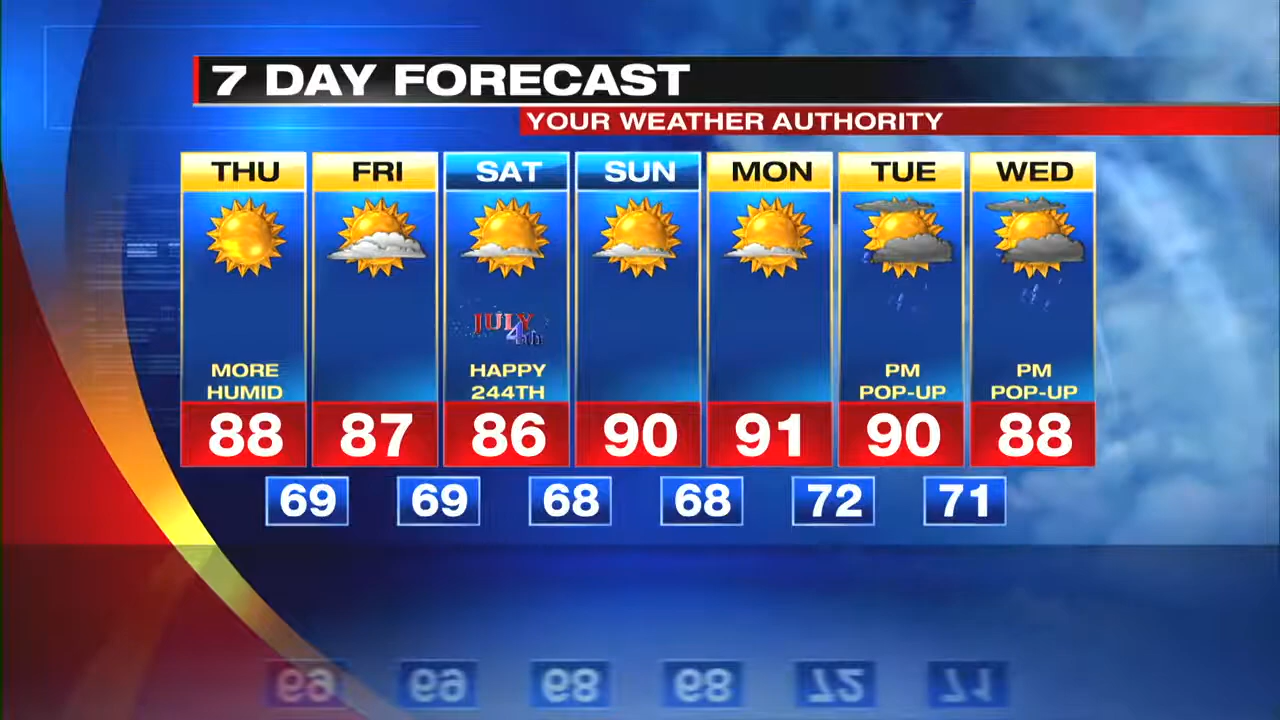 7 DAY FORECAST
YOUR WEATHER AUTHORITY
THU FRI SAT SUN MON TUE WED
JULY
4th
MORE HUMID
HAPPY 244TH
PM POP-UP
PM POP-UP
88 87 86 90 91 90 88
69 69 68 68 72 71